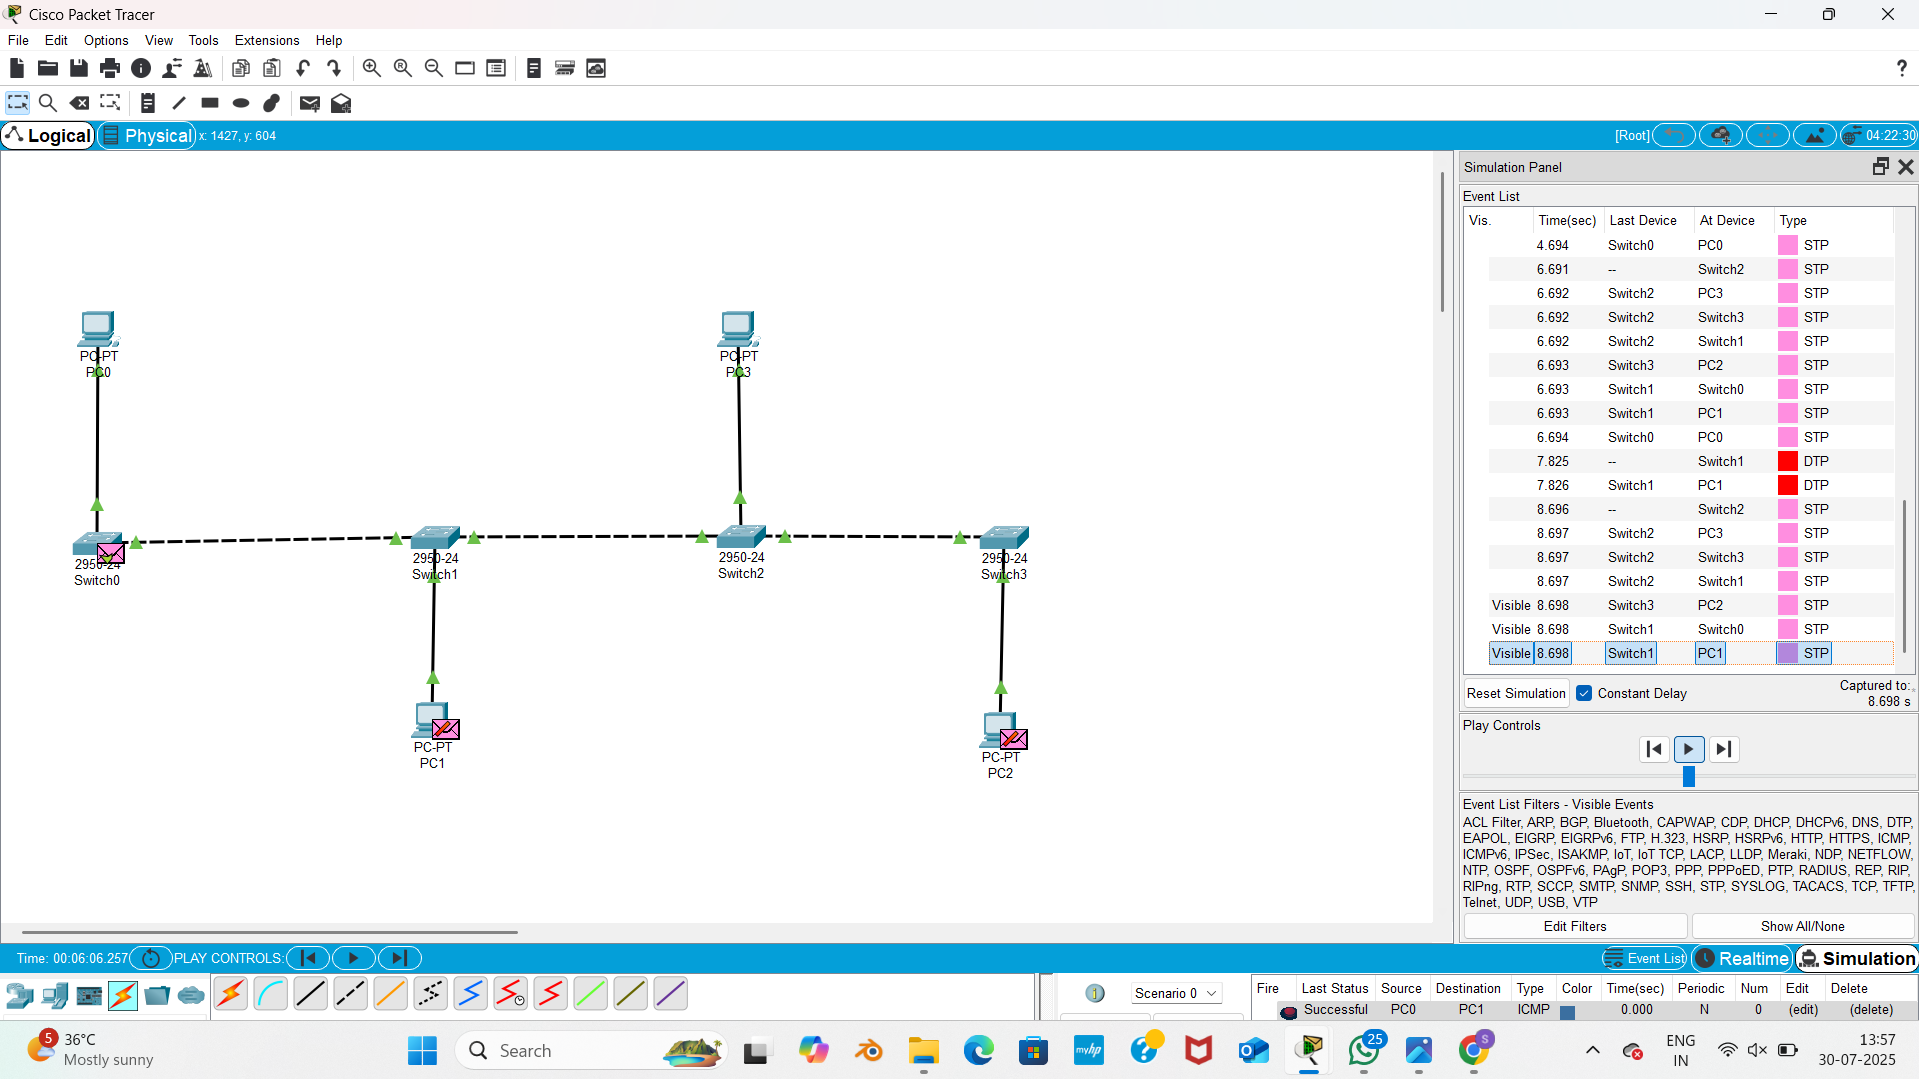 Cisco Packet Tracer
File Edit Options View Tools Extensions Help
Logical Physical x: 1427, y: 604 [Root] 04:22:30
PC-PT
PC0
PC-PT
PC3
2950-24
Switch0
2950-24
Switch1
2950-24
Switch2
2950-24
Switch3
PC-PT
PC1
PC-PT
PC2
Simulation Panel
Event List
Vis. Time(sec) Last Device At Device Type
4.694 Switch0 PC0 STP
6.691 -- Switch2 STP
6.692 Switch2 PC3 STP
6.692 Switch2 Switch3 STP
6.692 Switch2 Switch1 STP
6.693 Switch3 PC2 STP
6.693 Switch1 Switch0 STP
6.693 Switch1 PC1 STP
6.694 Switch0 PC0 STP
7.825 -- Switch1 DTP
7.826 Switch1 PC1 DTP
8.696 -- Switch2 STP
8.697 Switch2 PC3 STP
8.697 Switch2 Switch3 STP
8.697 Switch2 Switch1 STP
Visible 8.698 Switch3 PC2 STP
Visible 8.698 Switch1 Switch0 STP
Visible 8.698 Switch1 PC1 STP
Reset Simulation Constant Delay Captured to:
8.698 s
Play Controls
Event List Filters - Visible Events
ACL Filter, ARP, BGP, Bluetooth, CAPWAP, CDP, DHCP, DHCPv6, DNS, DTP,
EAPOL, EIGRP, EIGRPv6, FTP, H.323, HSRP, HSRPv6, HTTP, HTTPS, ICMP,
ICMPv6, IPSec, ISAKMP, IoT, IoT TCP, LACP, LLDP, Meraki, NDP, NETFLOW,
NTP, OSPF, OSPFv6, PAgP, POP3, PPP, PPPoED, PTP, RADIUS, REP, RIP,
RIPng, RTP, SCCP, SMTP, SNMP, SSH, STP, SYSLOG, TACACS, TCP, TFTP,
Telnet, UDP, USB, VTP
Edit Filters Show All/None
Time: 00:06:06.257 PLAY CONTROLS: Event List Realtime Simulation
Scenario 0
Fire Last Status Source Destination Type Color Time(sec) Periodic Num Edit Delete
Successful PC0 PC1 ICMP 0.000 N 0 (edit) (delete)
5 36°C
Mostly sunny
Search
myhp
25
S
ENG
IN
13:57
30-07-2025